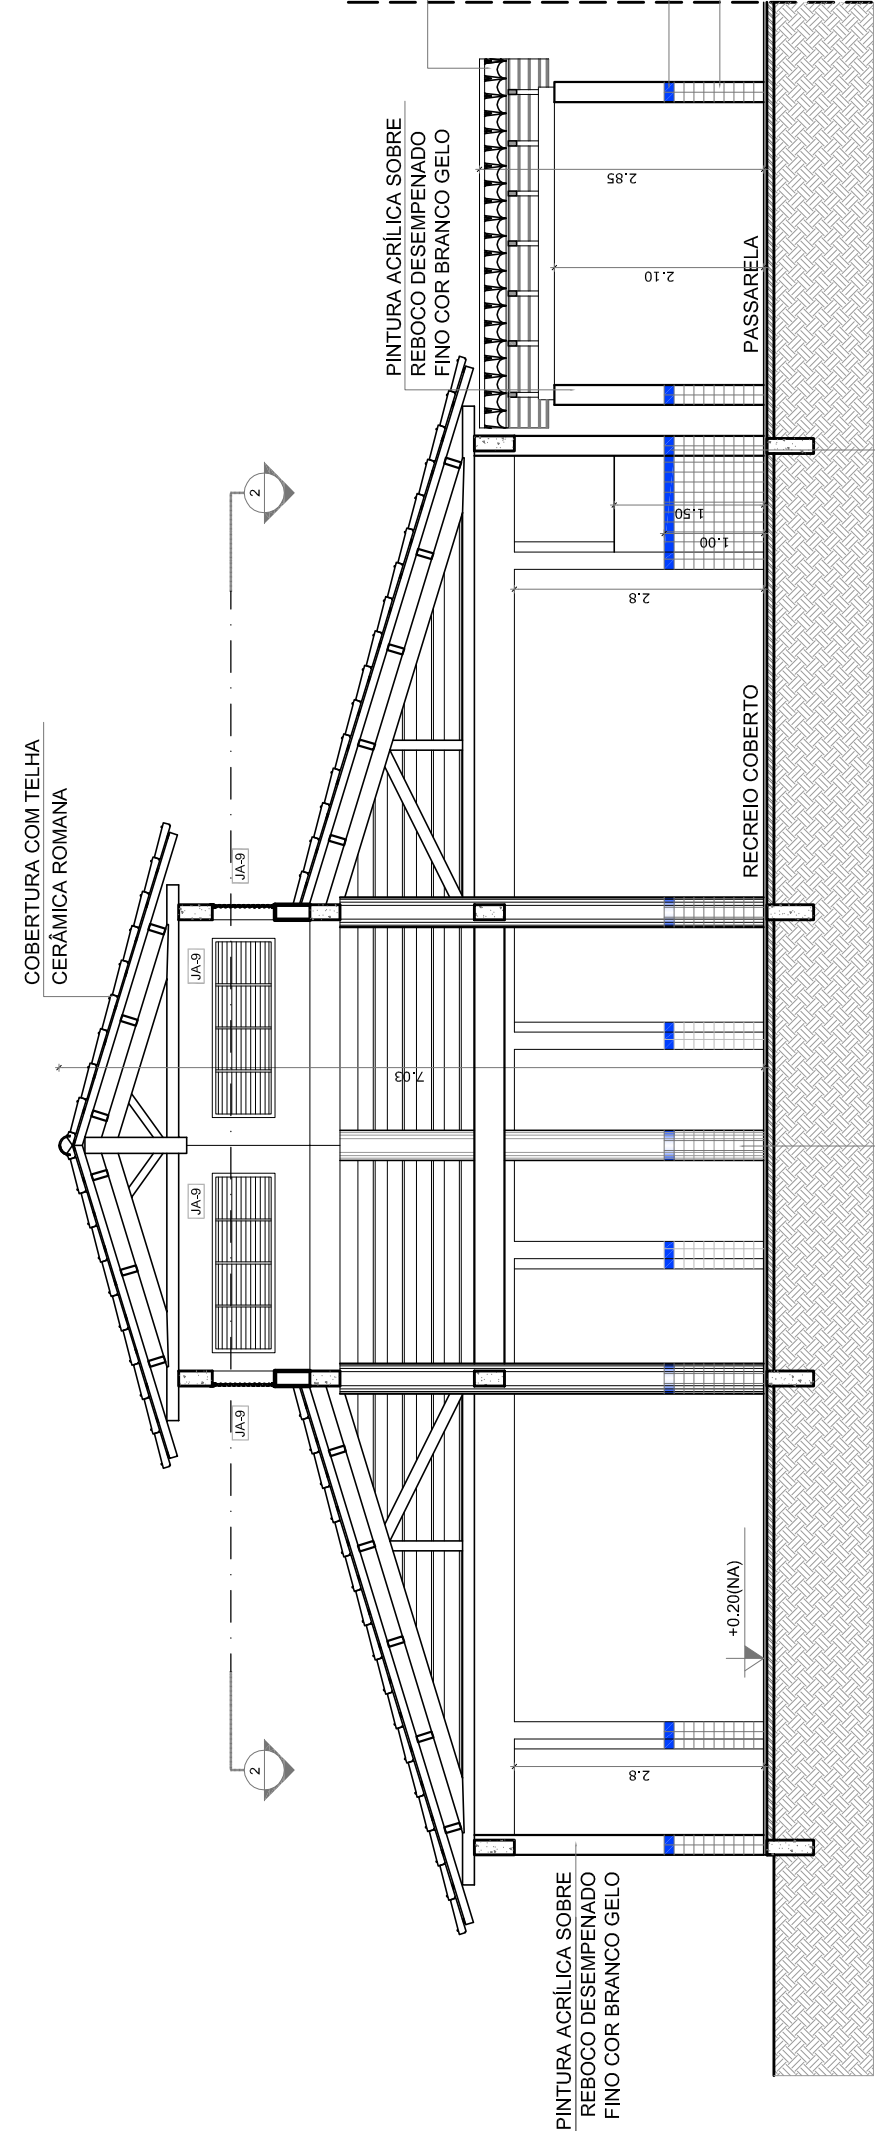 COBERTURA COM TELHA
CERÂMICA ROMANA
JA-9
JA-9
JA-9
JA-9
2
2
PINTURA ACRÍLICA SOBRE
REBOCO DESEMPENADO
FINO COR BRANCO GELO
7.03
2.85
2.10
1.50
1.00
2.8
2.8
+0.20(NA)
RECREIO COBERTO
PASSARELA
PINTURA ACRÍLICA SOBRE
REBOCO DESEMPENADO
FINO COR BRANCO GELO